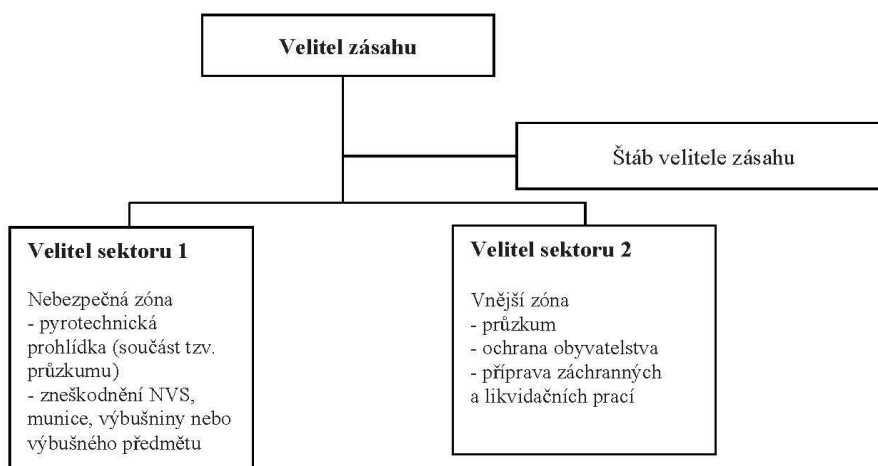 Velitel zásahu
Štáb velitele zásahu
Velitel sektoru 1
Nebezpečná zóna
- pyrotechnická
prohlídka (součást tzv.
průzkumu)
- zneškodnění NVS,
munice, výbušniny nebo
výbušného předmětu
Velitel sektoru 2
Vnější zóna
- průzkum
- ochrana obyvatelstva
- příprava záchranných
a likvidačních prací